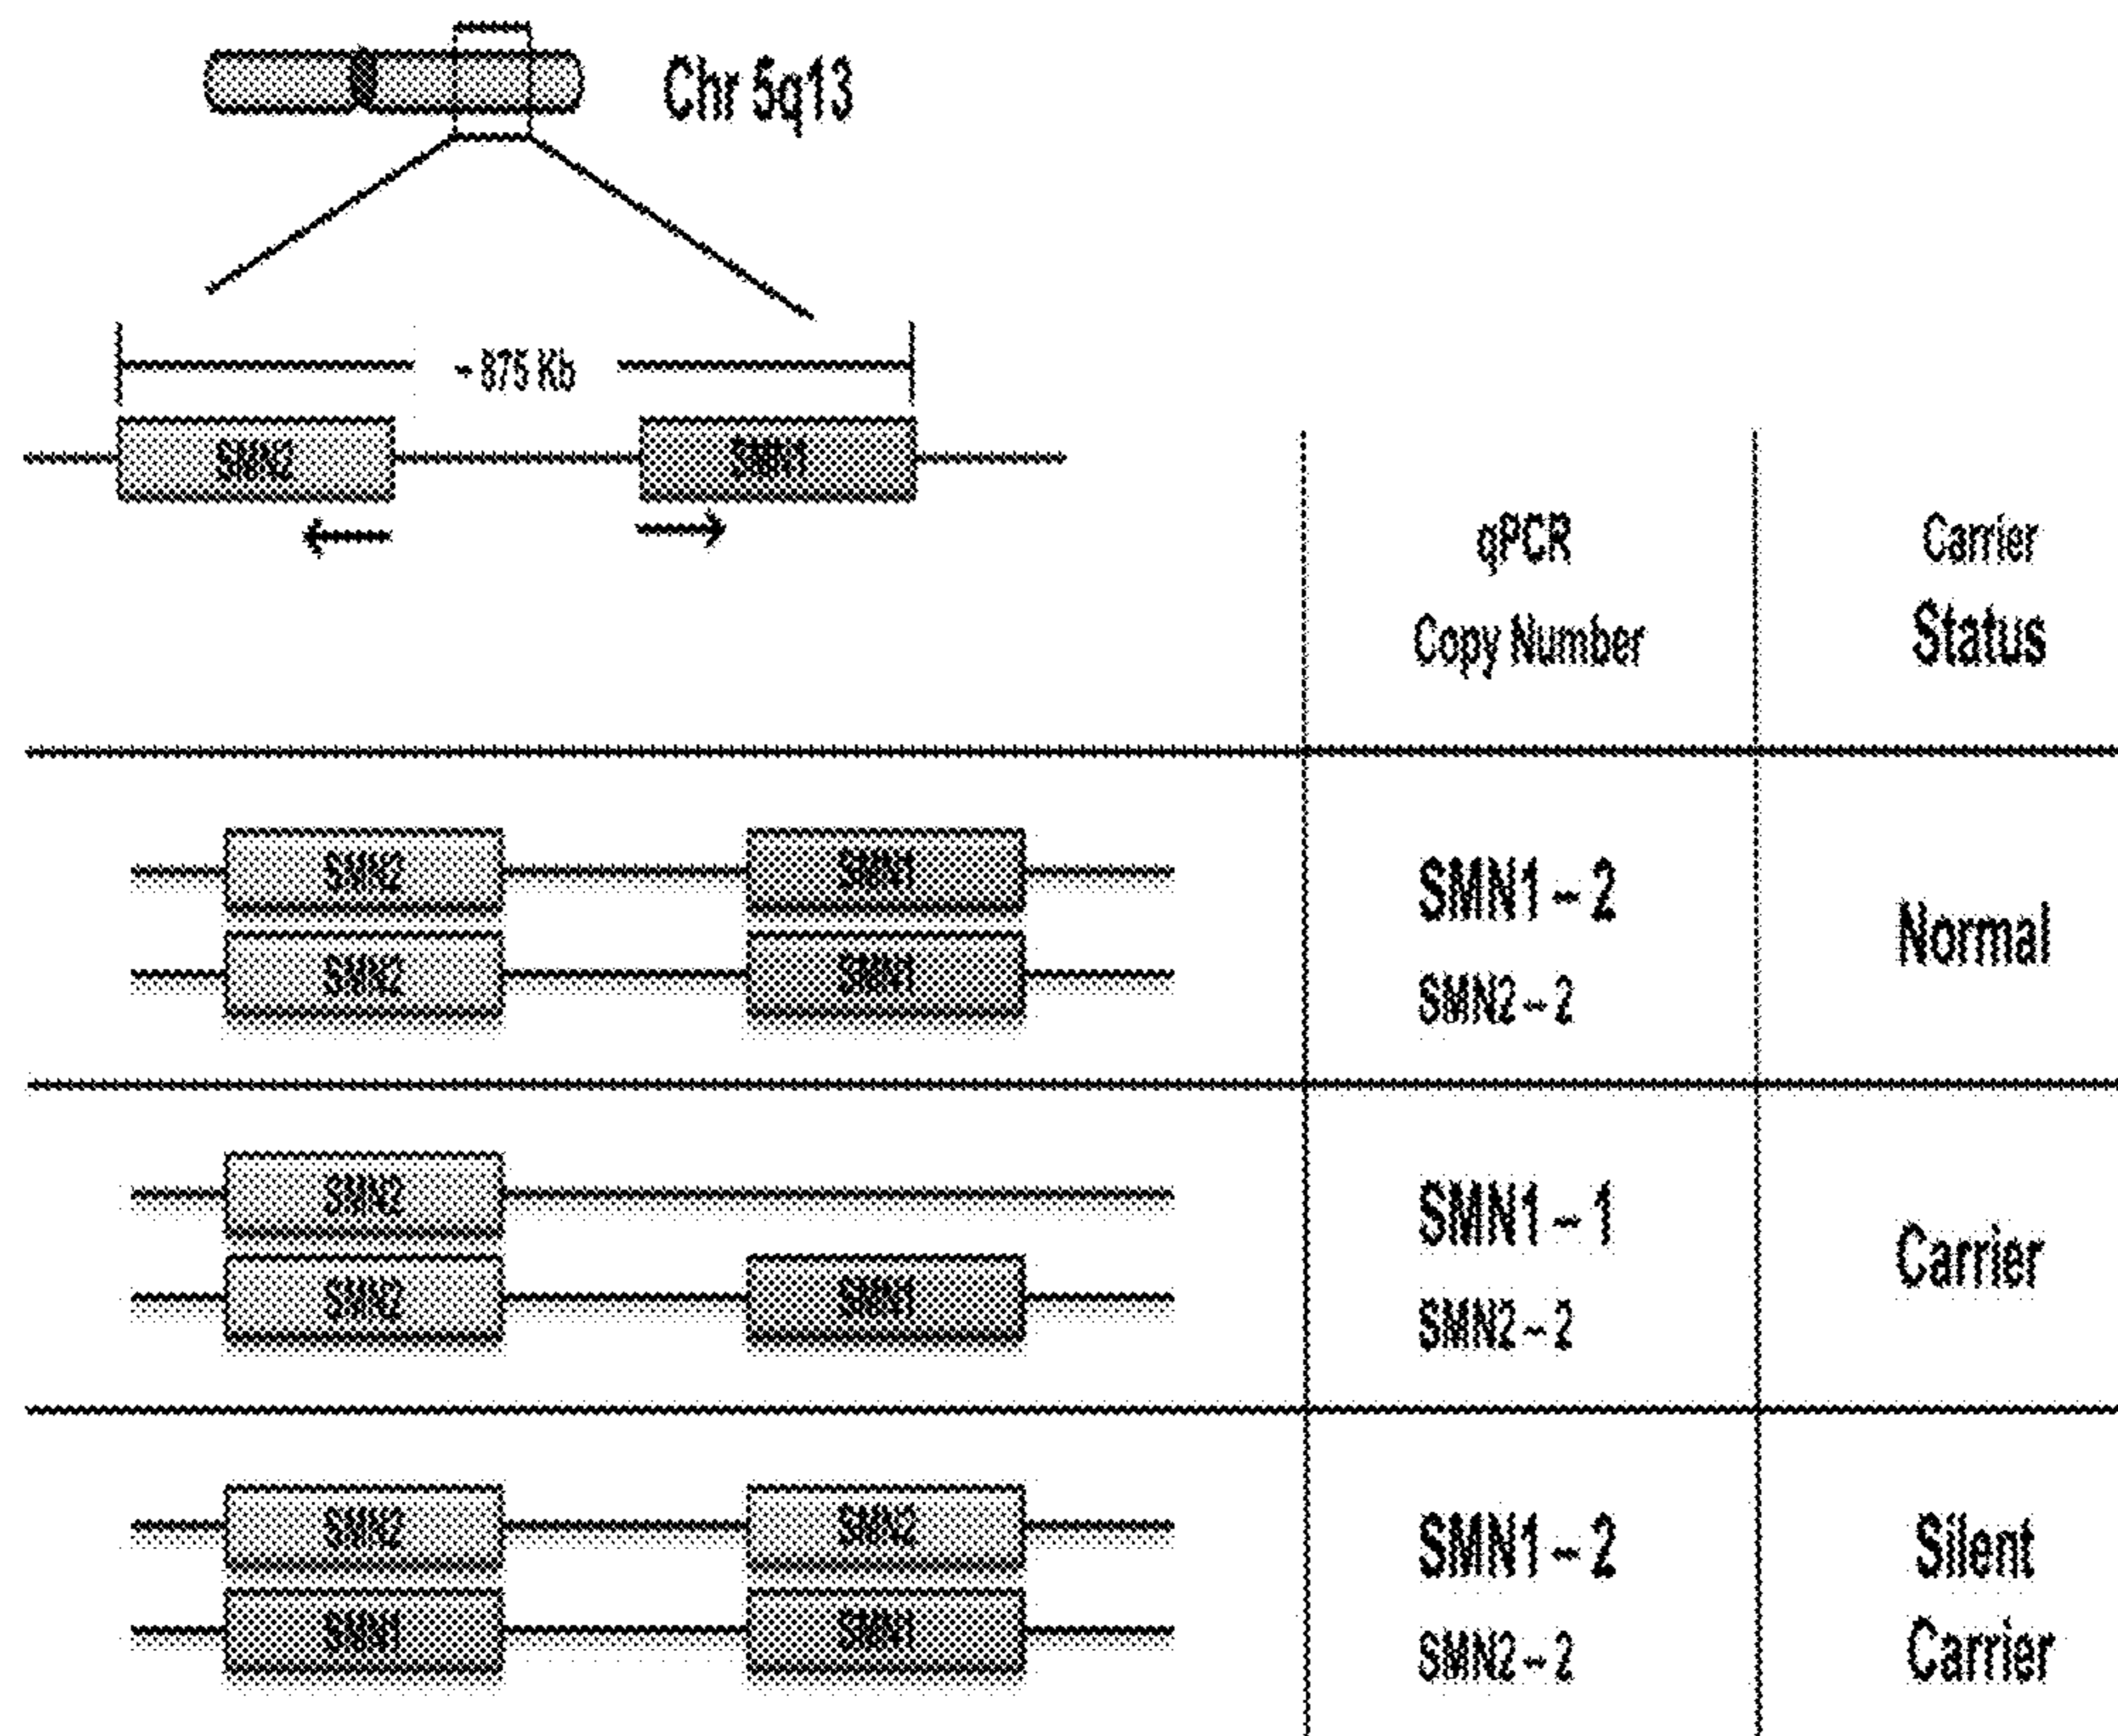 Chr 5q13
~ 875 Kb
SMN2 SMN1
qPCR
Copy Number
Carrier
Status
SMN2 SMN1
SMN2 SMN1
SMN1 – 2
SMN2 – 2
Normal
SMN2
SMN2 SMN1
SMN1 – 1
SMN2 – 2
Carrier
SMN2 SMN2
SMN1 SMN1
SMN1 – 2
SMN2 – 2
Silent
Carrier